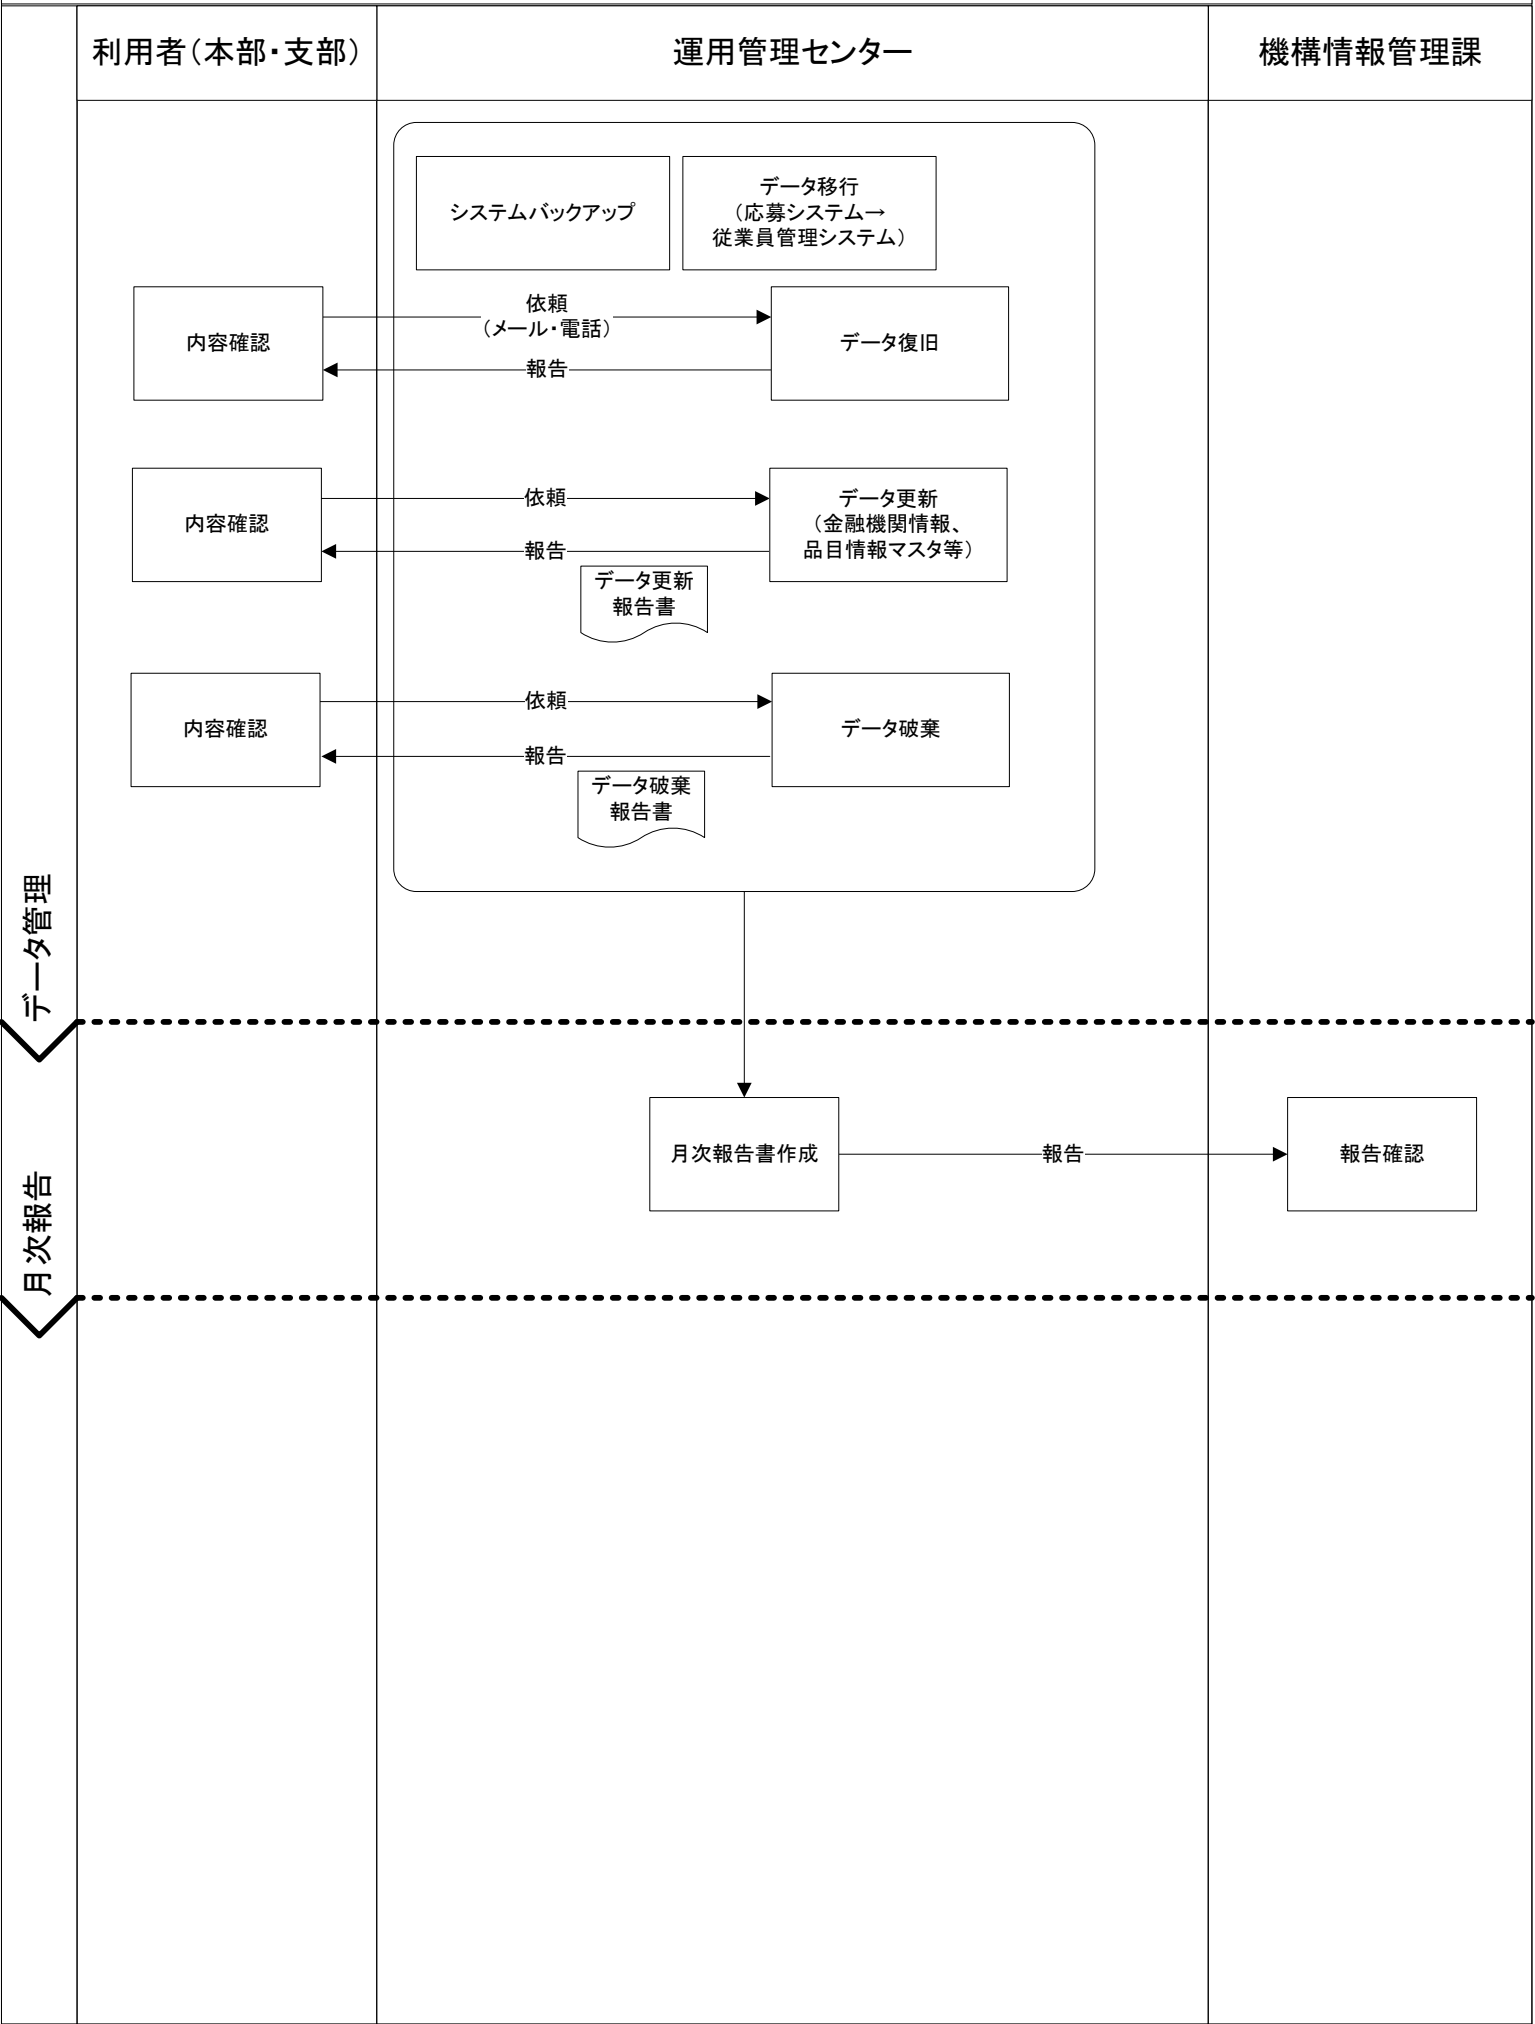 利用者（本部・支部）
運用管理センター
機構情報管理課
システムバックアップ
データ移行
（応募システム→
従業員管理システム）
内容確認
依頼
（メール・電話）
報告
データ復旧
内容確認
依頼
報告
データ更新
（金融機関情報、
品目情報マスタ等）
データ更新
報告書
内容確認
依頼
報告
データ破棄
データ破棄
報告書
データ管理
月次報告書作成
報告
報告確認
月次報告